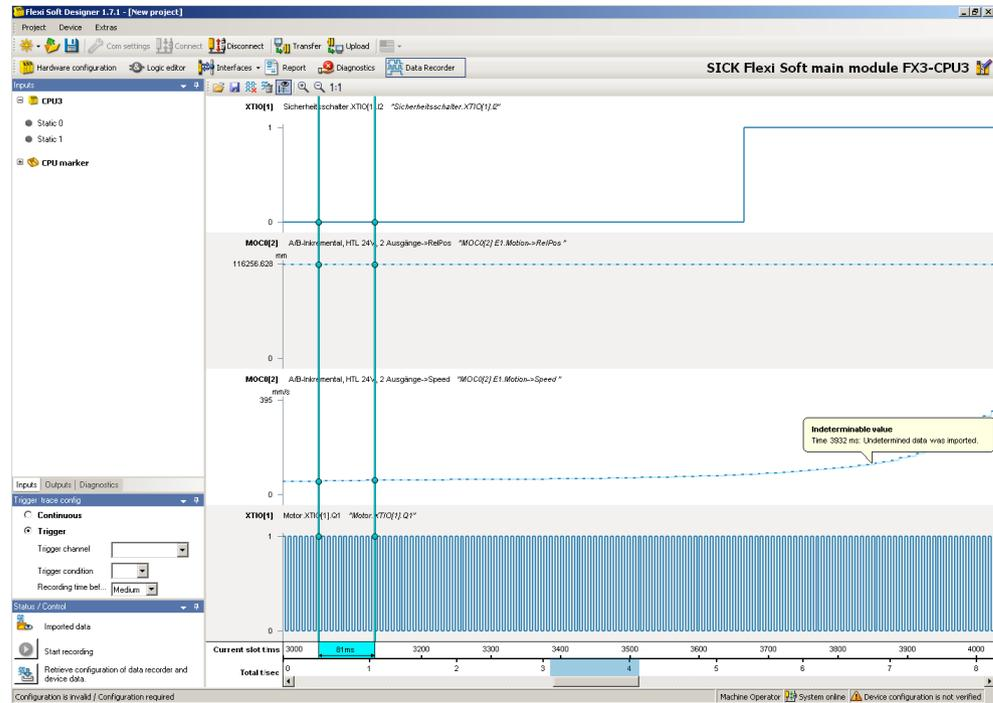 Flexi Soft Designer 1.7.1 - [New project]
Project Device Extras
Com settings Connect Disconnect Transfer Upload
Hardware configuration Logic editor Interfaces Report Diagnostics Data Recorder SICK Flexi Soft main module FX3-CPU3
Inputs
1:1
CPU3
Static 0
Static 1
CPU marker
XTIO[1] Sicherheitsschalter.XTIO[1].I2 "Sicherheitsschalter.XTIO[1].I2"
1
0
MOC0[2] A/B-Inkremental, HTL 24V, 2 Ausgänge->RelPos "MOC0[2] E1.Motion->RelPos "
mm
116256.628
0
MOC0[2] A/B-Inkremental, HTL 24V, 2 Ausgänge->Speed "MOC0[2] E1.Motion->Speed "
mm/s
395
Indeterminable value
Time 3932 ms: Undetermined data was imported.
0
Inputs Outputs Diagnostics
Trigger trace config
Continuous
Trigger
Trigger channel
Trigger condition
Recording time bef... Medium
XTIO[1] Motor.XTIO[1].Q1 "Motor.XTIO[1].Q1"
1
0
Status / Control
Imported data
Start recording
Retrieve configuration of data recorder and
device data.
Current slot t/ms 3000 81ms 3200 3300 3400 3500 3600 3700 3800 3900 4000
Total t/sec 0 1 2 3 4 5 6 7 8
Configuration is invalid / Configuration required Machine Operator System online Device configuration is not verified